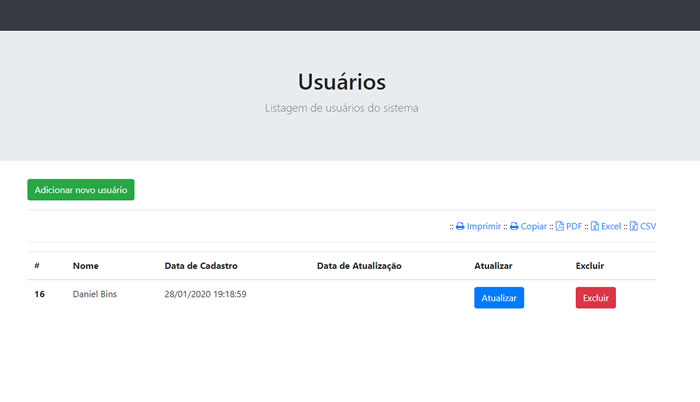 Usuários
Listagem de usuários do sistema
Adicionar novo usuário
:: Imprimir :: Copiar :: PDF :: Excel :: CSV
# Nome Data de Cadastro Data de Atualização Atualizar Excluir
16 Daniel Bins 28/01/2020 19:18:59 Atualizar Excluir